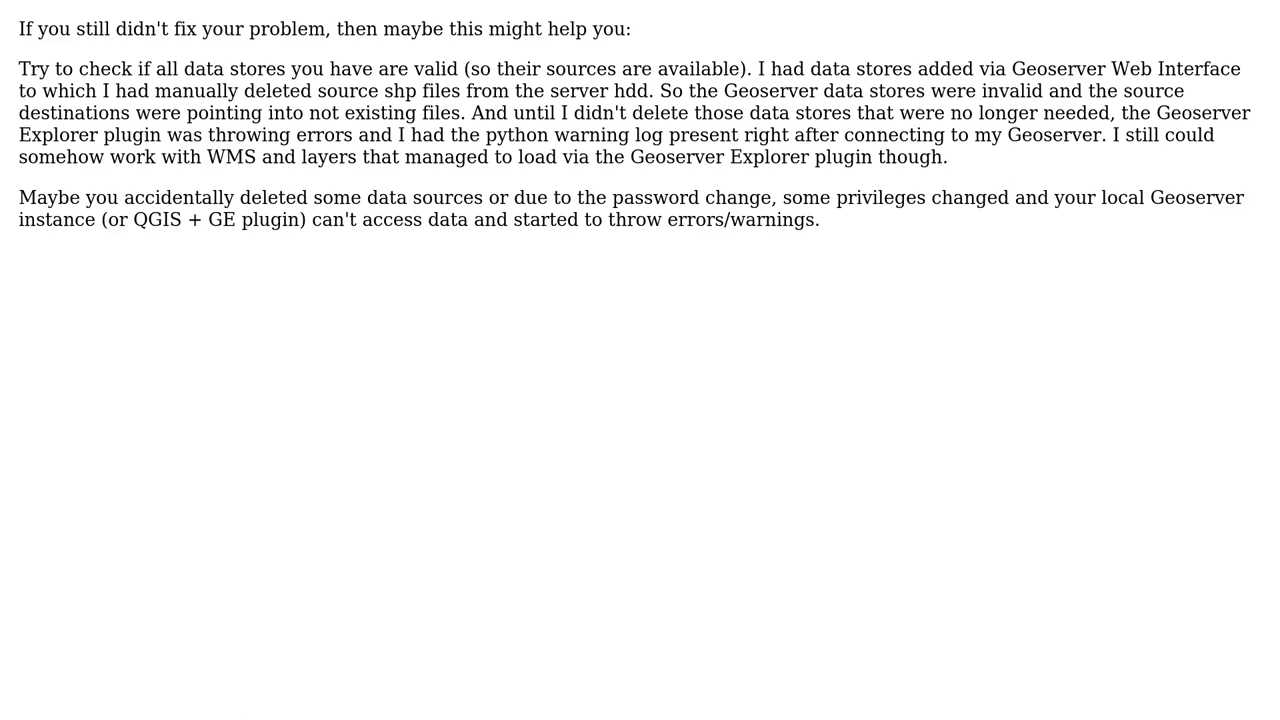 If you still didn't fix your problem, then maybe this might help you:
Try to check if all data stores you have are valid (so their sources are available). I had data stores added via Geoserver Web Interface
to which I had manually deleted source shp files from the server hdd. So the Geoserver data stores were invalid and the source
destinations were pointing into not existing files. And until I didn't delete those data stores that were no longer needed, the Geoserver
Explorer plugin was throwing errors and I had the python warning log present right after connecting to my Geoserver. I still could
somehow work with WMS and layers that managed to load via the Geoserver Explorer plugin though.
Maybe you accidentally deleted some data sources or due to the password change, some privileges changed and your local Geoserver
instance (or QGIS + GE plugin) can't access data and started to throw errors/warnings.